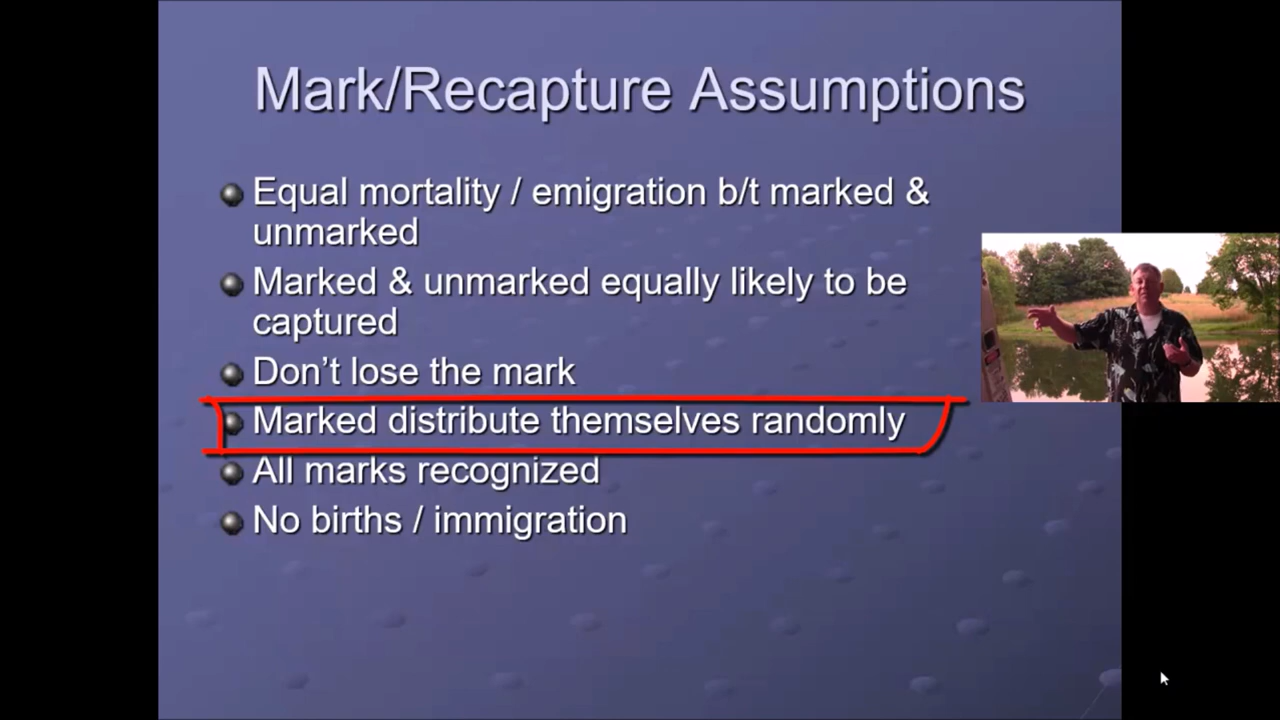 Mark/Recapture Assumptions
Equal mortality / emigration b/t marked &
unmarked
Marked & unmarked equally likely to be
captured
Don't lose the mark
Marked distribute themselves randomly
All marks recognized
No births / immigration